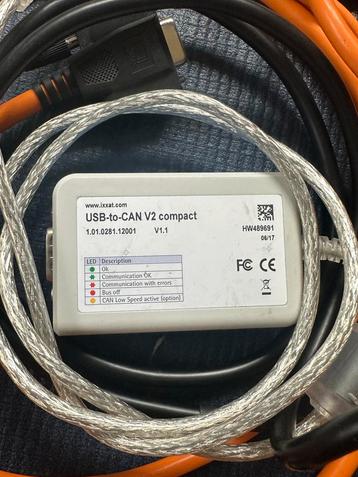 www.ixxat.com
USB-to-CAN V2 compact
1.01.0281.12001 V1.1
HW489691
06/17
LED Description
Ok
Communication OK
Communication with errors
Bus off
CAN Low Speed active (option)
FC CE